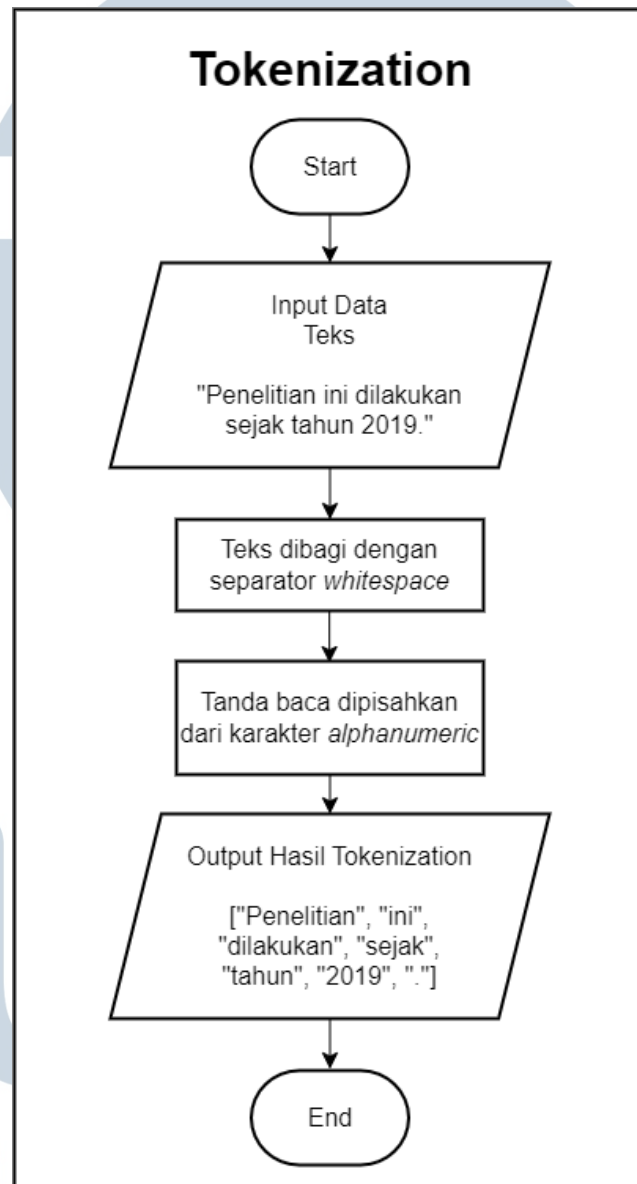 Tokenization
Start
Input Data
Teks
"Penelitian ini dilakukan
sejak tahun 2019."
Teks dibagi dengan
separator whitespace
Tanda baca dipisahkan
dari karakter alphanumeric
Output Hasil Tokenization
["Penelitian", "ini",
"dilakukan", "sejak",
"tahun", "2019", "."]
End